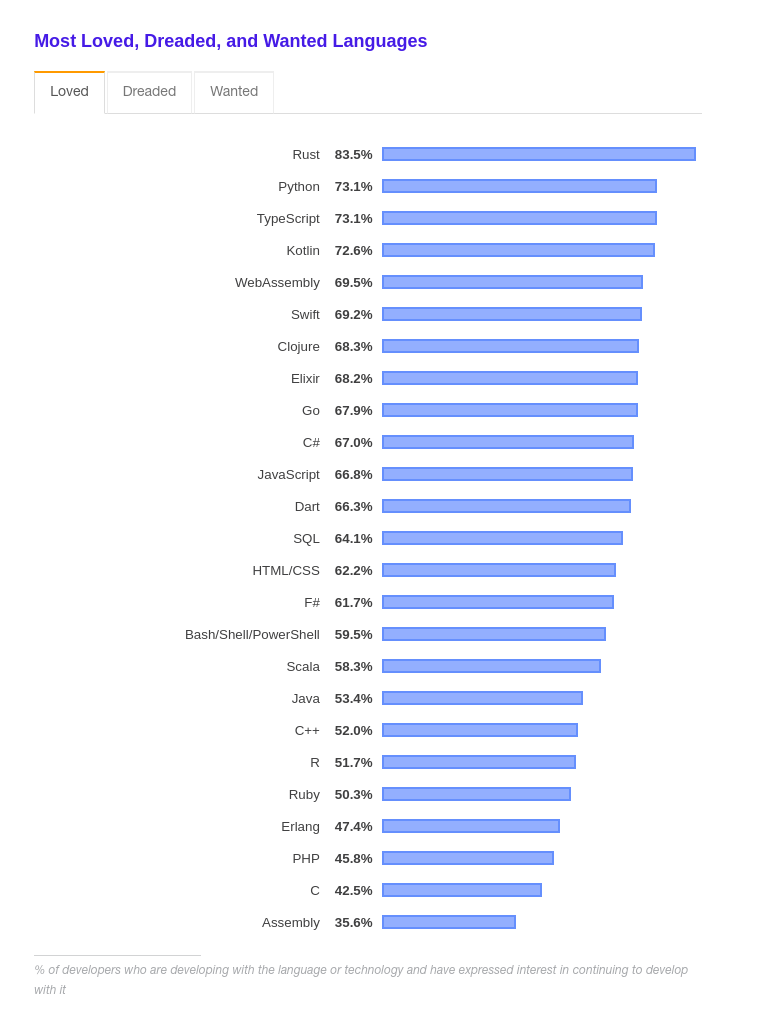 Most Loved, Dreaded, and Wanted Languages
Loved Dreaded Wanted
Rust 83.5%
Python 73.1%
TypeScript 73.1%
Kotlin 72.6%
WebAssembly 69.5%
Swift 69.2%
Clojure 68.3%
Elixir 68.2%
Go 67.9%
C# 67.0%
JavaScript 66.8%
Dart 66.3%
SQL 64.1%
HTML/CSS 62.2%
F# 61.7%
Bash/Shell/PowerShell 59.5%
Scala 58.3%
Java 53.4%
C++ 52.0%
R 51.7%
Ruby 50.3%
Erlang 47.4%
PHP 45.8%
C 42.5%
Assembly 35.6%
% of developers who are developing with the language or technology and have expressed interest in continuing to develop
with it